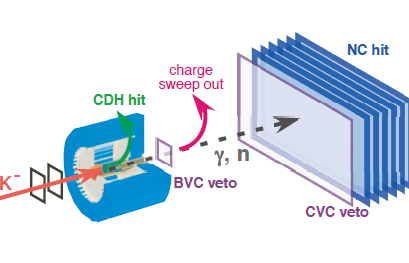 NC hit
charge
sweep out
CDH hit
γ, n
K⁻
BVC veto
CVC veto